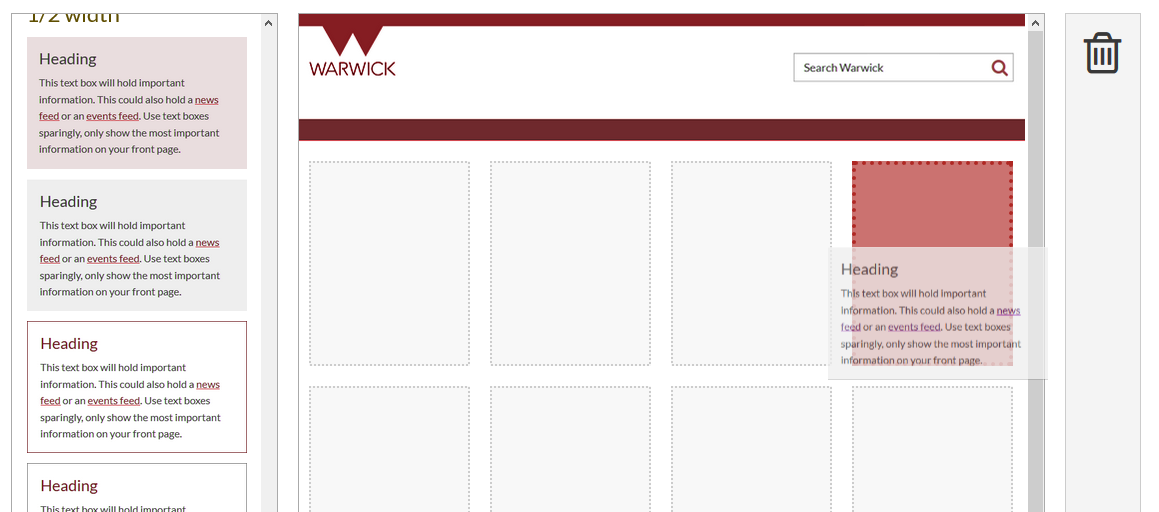 1/2 width
Heading
This text box will hold important
information. This could also hold a news
feed or an events feed. Use text boxes
sparingly, only show the most important
information on your front page.
Heading
This text box will hold important
information. This could also hold a news
feed or an events feed. Use text boxes
sparingly, only show the most important
information on your front page.
Heading
This text box will hold important
information. This could also hold a news
feed or an events feed. Use text boxes
sparingly, only show the most important
information on your front page.
Heading
This text box will hold important
WARWICK
Search Warwick
Heading
This text box will hold important
information. This could also hold a news
feed or an events feed. Use text boxes
sparingly, only show the most important
information on your front page.